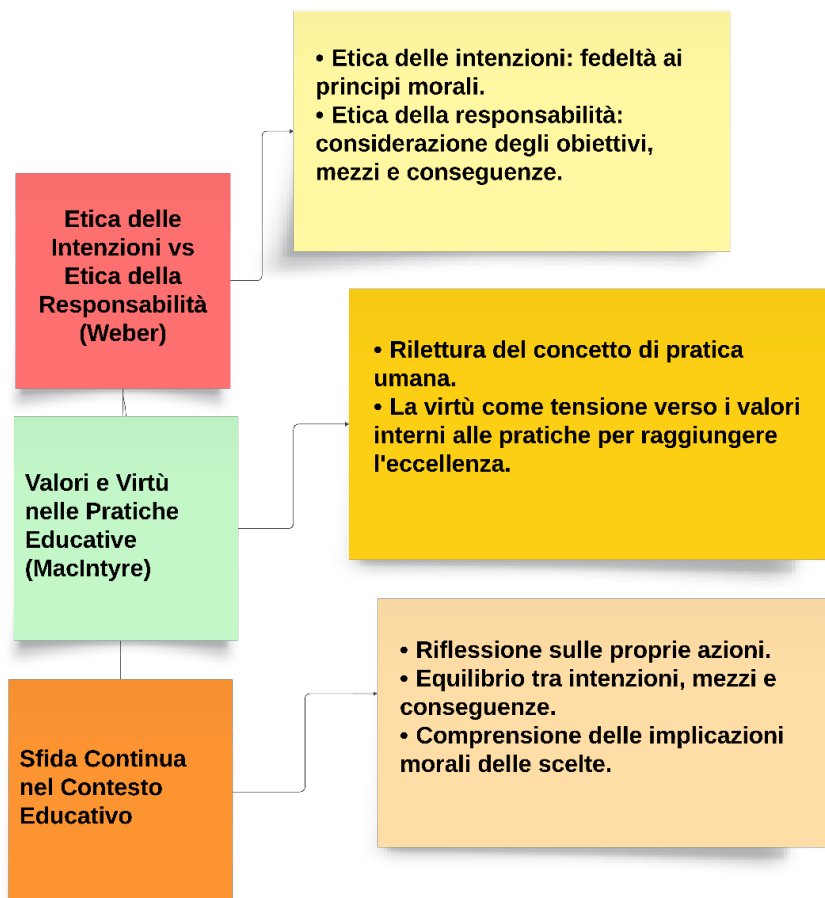 • Etica delle intenzioni: fedeltà ai
principi morali.
• Etica della responsabilità:
considerazione degli obiettivi,
mezzi e conseguenze.
Etica delle
Intenzioni vs
Etica della
Responsabilità
(Weber)
• Rilettura del concetto di pratica
umana.
• La virtù come tensione verso i valori
interni alle pratiche per raggiungere
l'eccellenza.
Valori e Virtù
nelle Pratiche
Educative
(MacIntyre)
• Riflessione sulle proprie azioni.
• Equilibrio tra intenzioni, mezzi e
conseguenze.
• Comprensione delle implicazioni
morali delle scelte.
Sfida Continua
nel Contesto
Educativo